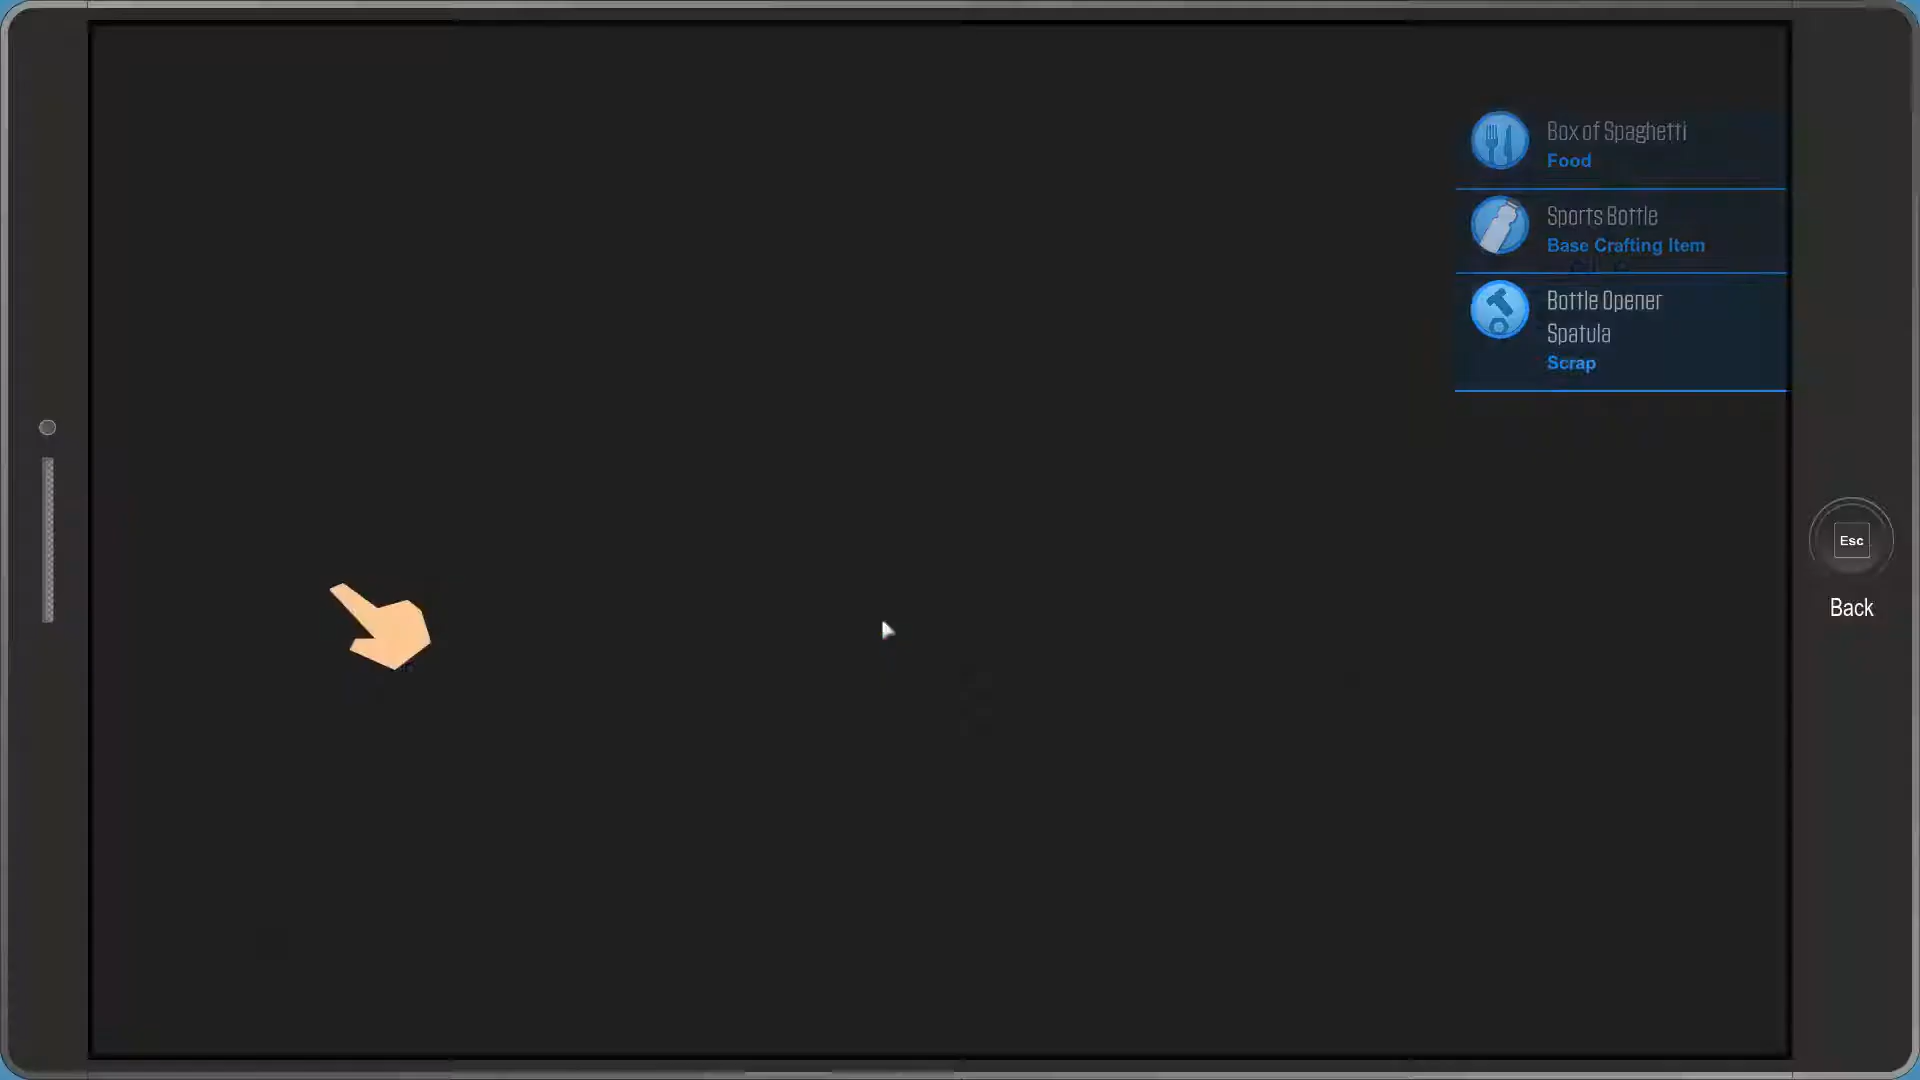 Box of Spaghetti
Food
Sports Bottle
Base Crafting Item
Bottle Opener
Spatula
Scrap
Esc
Back